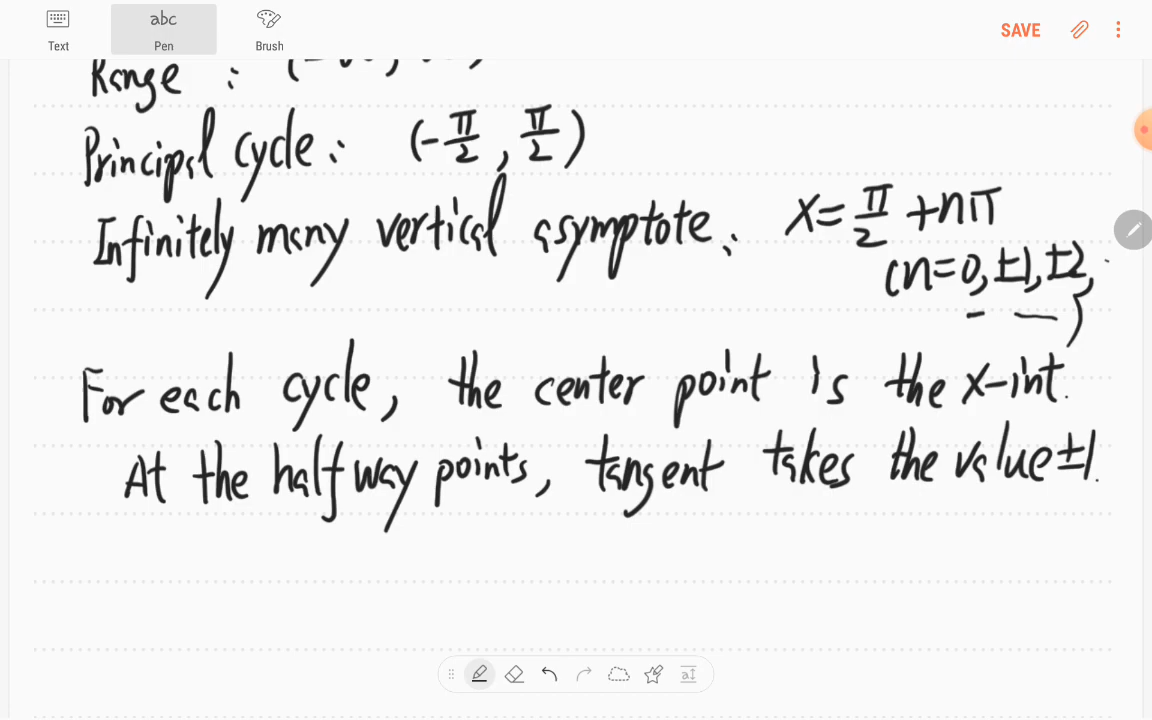 Text
abc
Pen
Brush
SAVE
Range :
Principal cycle : (-π/2, π/2)
Infinitely many vertical asymptote : x = π/2 + nπ
(n=0, ±1, ±2,
- —)
For each cycle, the center point is the x-int.
At the halfway points, tangent takes the value ±1.